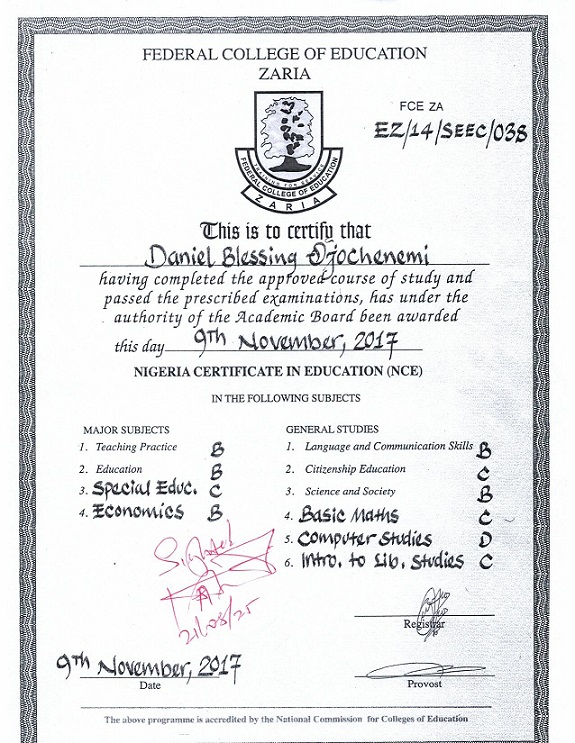 FEDERAL COLLEGE OF EDUCATION
ZARIA
FCE ZA
EZ/14/SEEC/038
TRAINING FOR SERVICE
FEDERAL COLLEGE OF EDUCATION
ZARIA
This is to certify that
Daniel Blessing Ojochenemi
having completed the approved course of study and
passed the prescribed examinations, has under the
authority of the Academic Board been awarded
this day 9th November, 2017
NIGERIA CERTIFICATE IN EDUCATION (NCE)
IN THE FOLLOWING SUBJECTS
MAJOR SUBJECTS
1. Teaching Practice B
2. Education B
3. Special Educ. C
4. Economics B
GENERAL STUDIES
1. Language and Communication Skills B
2. Citizenship Education C
3. Science and Society B
4. Basic Maths C
5. Computer Studies D
6. Intro. to Lib. Studies C
Sighted
21/08/25
Registrar
9th November, 2017
Date
Provost
The above programme is accredited by the National Commission for Colleges of Education